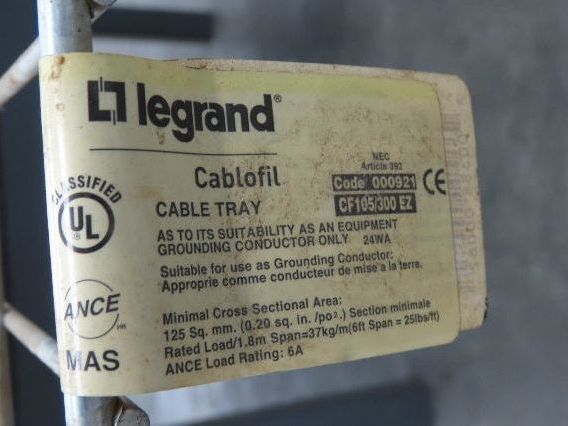 legrand®
Cablofil
NEC
Article 392
Code 000921
CE
CABLE TRAY
CF105/300 EZ
AS TO ITS SUITABILITY AS AN EQUIPMENT
GROUNDING CONDUCTOR ONLY 24WA
Suitable for use as Grounding Conductor:
Approprie comme conducteur de mise a la terre.
Minimal Cross Sectional Area:
125 Sq. mm. (0.20 sq. in. /po².) Section minimale
Rated Load/1.8m Span=37kg/m(6ft Span = 25lbs/ft)
ANCE Load Rating: 6A
CLASSIFIED
UL
ANCE
MAS